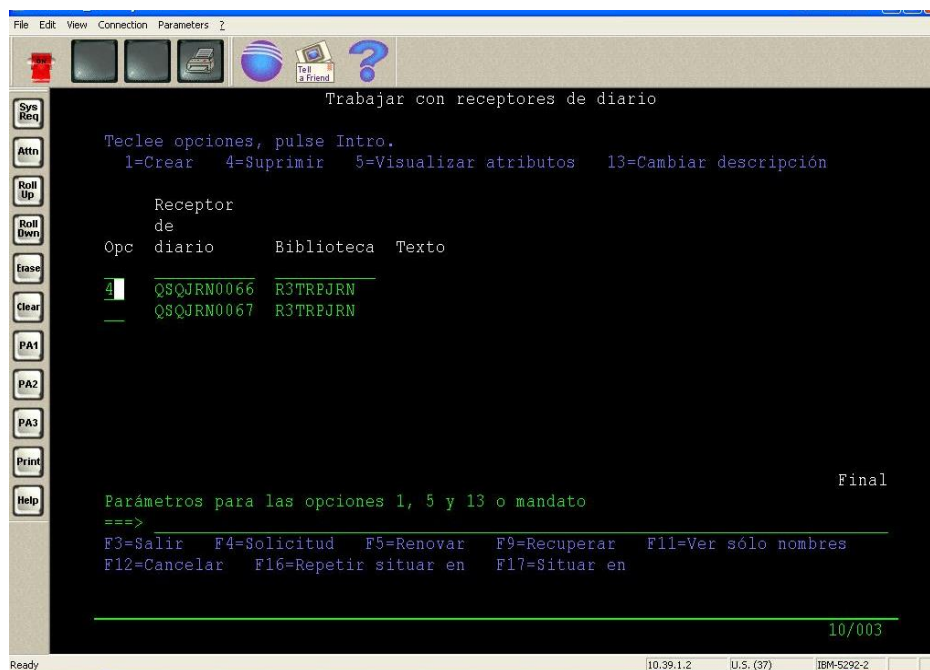 File Edit View Connection Parameters ?
Tell a Friend
Sys Req
Attn
Roll Up
Roll Dwn
Erase
Clear
PA1
PA2
PA3
Print
Help
Trabajar con receptores de diario
Teclee opciones, pulse Intro.
1=Crear 4=Suprimir 5=Visualizar atributos 13=Cambiar descripción
Receptor
de
Opc diario Biblioteca Texto
4 QSQJRN0066 R3TRPJRN
QSQJRN0067 R3TRPJRN
Final
Parámetros para las opciones 1, 5 y 13 o mandato
===>
F3=Salir F4=Solicitud F5=Renovar F9=Recuperar F11=Ver sólo nombres
F12=Cancelar F16=Repetir situar en F17=Situar en
10/003
Ready 10.39.1.2 U.S. (37) IBM-5292-2